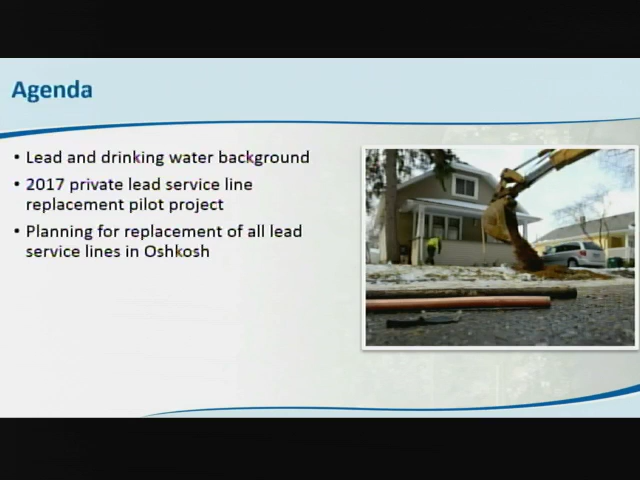 Agenda
• Lead and drinking water background
• 2017 private lead service line
replacement pilot project
• Planning for replacement of all lead
service lines in Oshkosh